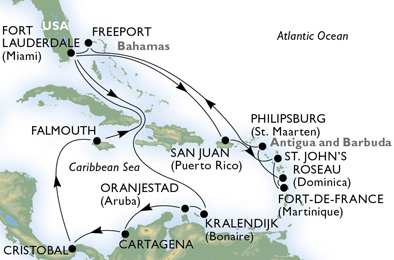 FORT
LAUDERDALE
(Miami)
USA
FREEPORT
Bahamas
Atlantic Ocean
PHILIPSBURG
(St. Maarten)
Antigua and Barbuda
ST. JOHN'S
ROSEAU
(Dominica)
FORT-DE-FRANCE
(Martinique)
SAN JUAN
(Puerto Rico)
FALMOUTH
Caribbean Sea
ORANJESTAD
(Aruba)
KRALENDIJK
(Bonaire)
CARTAGENA
CRISTOBAL